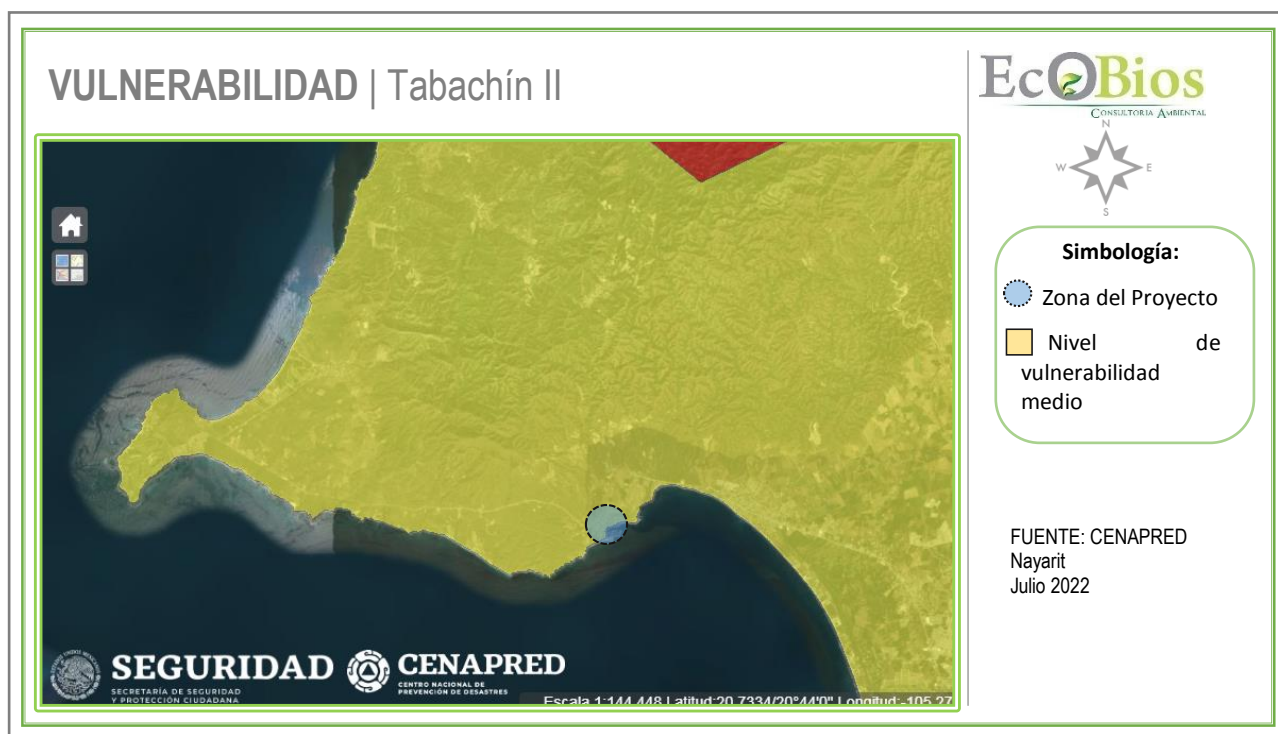 VULNERABILIDAD | Tabachín II
EcOBios
CONSULTORIA AMBIENTAL
N
W
E
S
Simbología:
Zona del Proyecto
Nivel de
vulnerabilidad
medio
FUENTE: CENAPRED
Nayarit
Julio 2022
SEGURIDAD
SECRETARÍA DE SEGURIDAD
Y PROTECCIÓN CIUDADANA
CENAPRED
CENTRO NACIONAL DE
PREVENCIÓN DE DESASTRES
Escala 1:144,448 | Latitud:20.7334/20°44'0" Longitud:-105.27